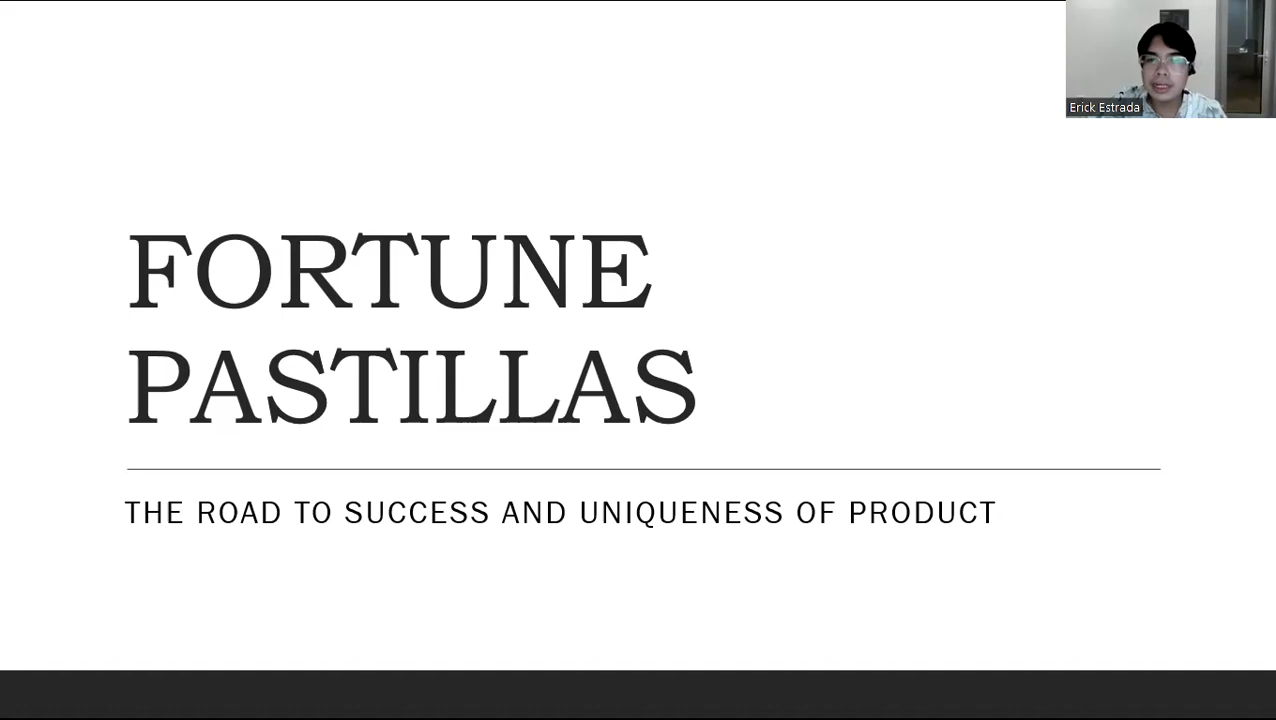 Erick Estrada
FORTUNE
PASTILLAS
THE ROAD TO SUCCESS AND UNIQUENESS OF PRODUCT